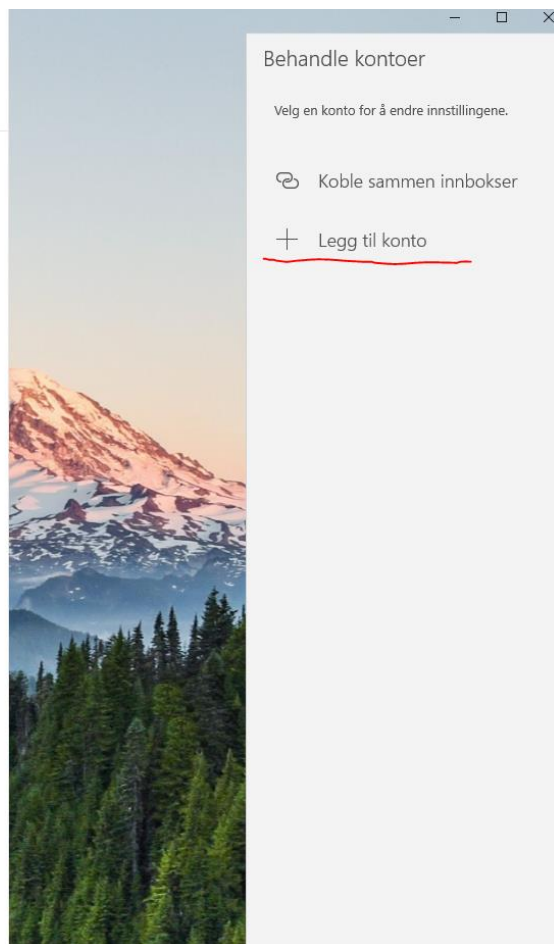 Behandle kontoer
Velg en konto for å endre innstillingene.
Koble sammen innbokser
Legg til konto